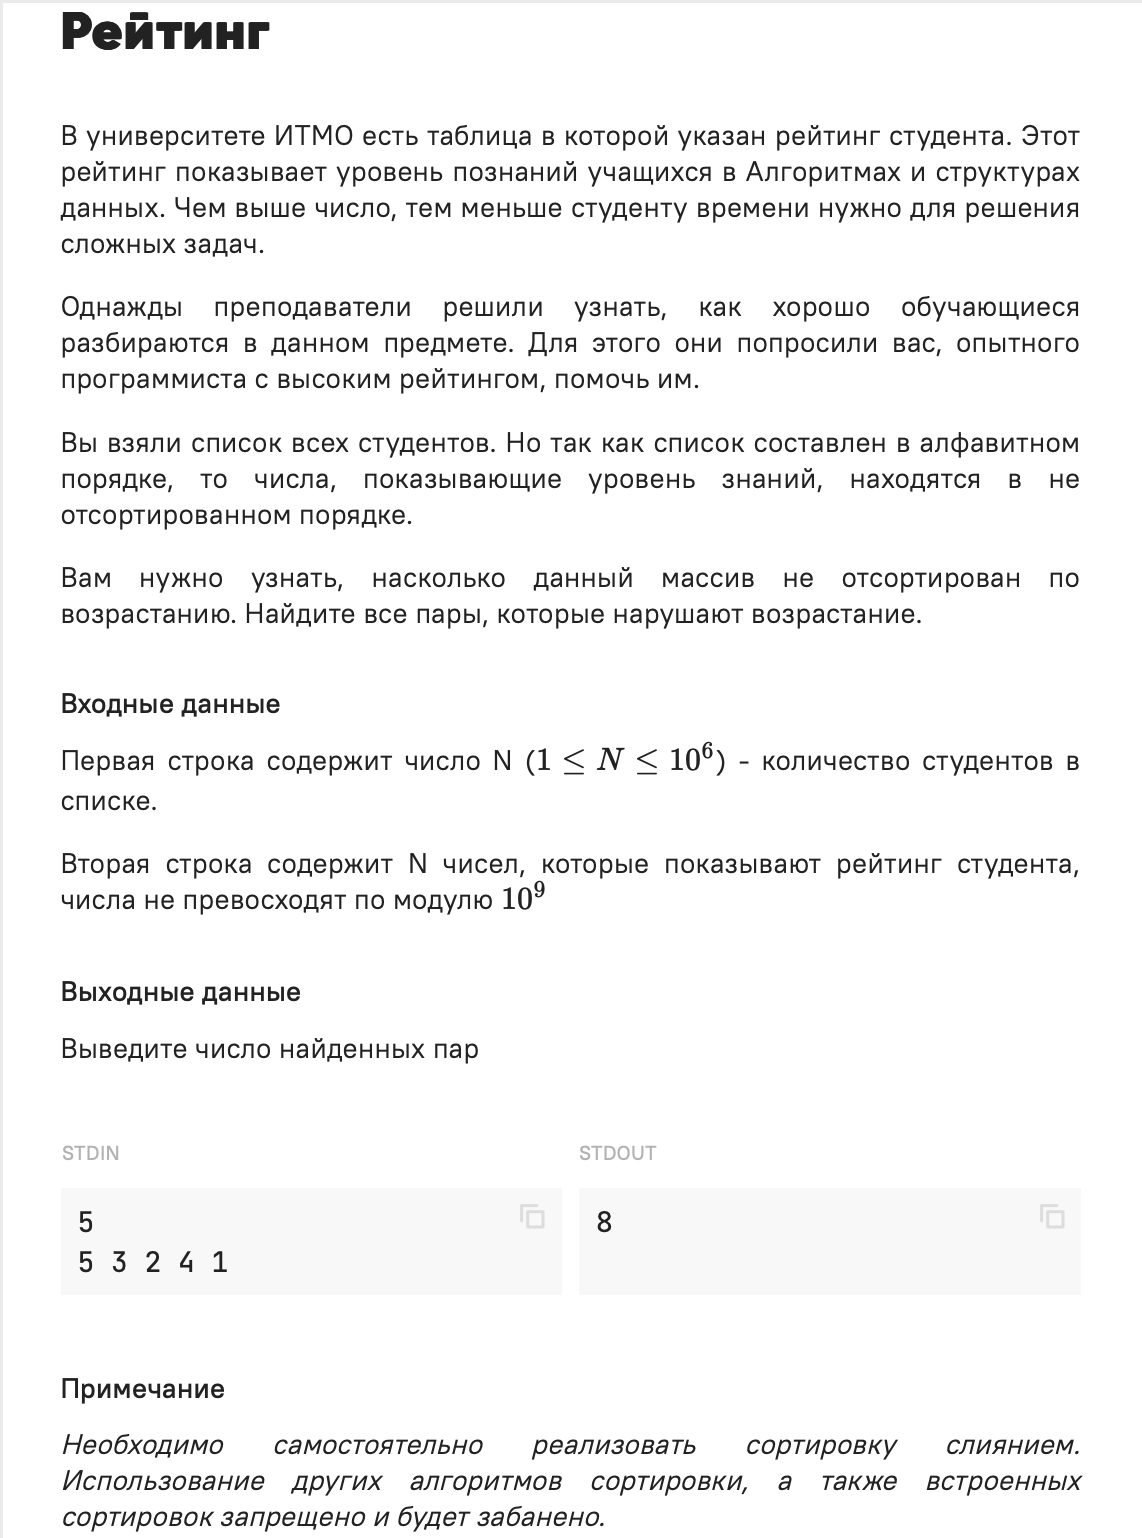 Рейтинг
В университете ИТМО есть таблица в которой указан рейтинг студента. Этот
рейтинг показывает уровень познаний учащихся в Алгоритмах и структурах
данных. Чем выше число, тем меньше студенту времени нужно для решения
сложных задач.
Однажды преподаватели решили узнать, как хорошо обучающиеся
разбираются в данном предмете. Для этого они попросили вас, опытного
программиста с высоким рейтингом, помочь им.
Вы взяли список всех студентов. Но так как список составлен в алфавитном
порядке, то числа, показывающие уровень знаний, находятся в не
отсортированном порядке.
Вам нужно узнать, насколько данный массив не отсортирован по
возрастанию. Найдите все пары, которые нарушают возрастание.
Входные данные
Первая строка содержит число N (1 ≤ N ≤ 10⁶) - количество студентов в
списке.
Вторая строка содержит N чисел, которые показывают рейтинг студента,
числа не превосходят по модулю 10⁹
Выходные данные
Выведите число найденных пар
STDIN
5
5 3 2 4 1
STDOUT
8
Примечание
Необходимо самостоятельно реализовать сортировку слиянием.
Использование других алгоритмов сортировки, а также встроенных
сортировок запрещено и будет забанено.